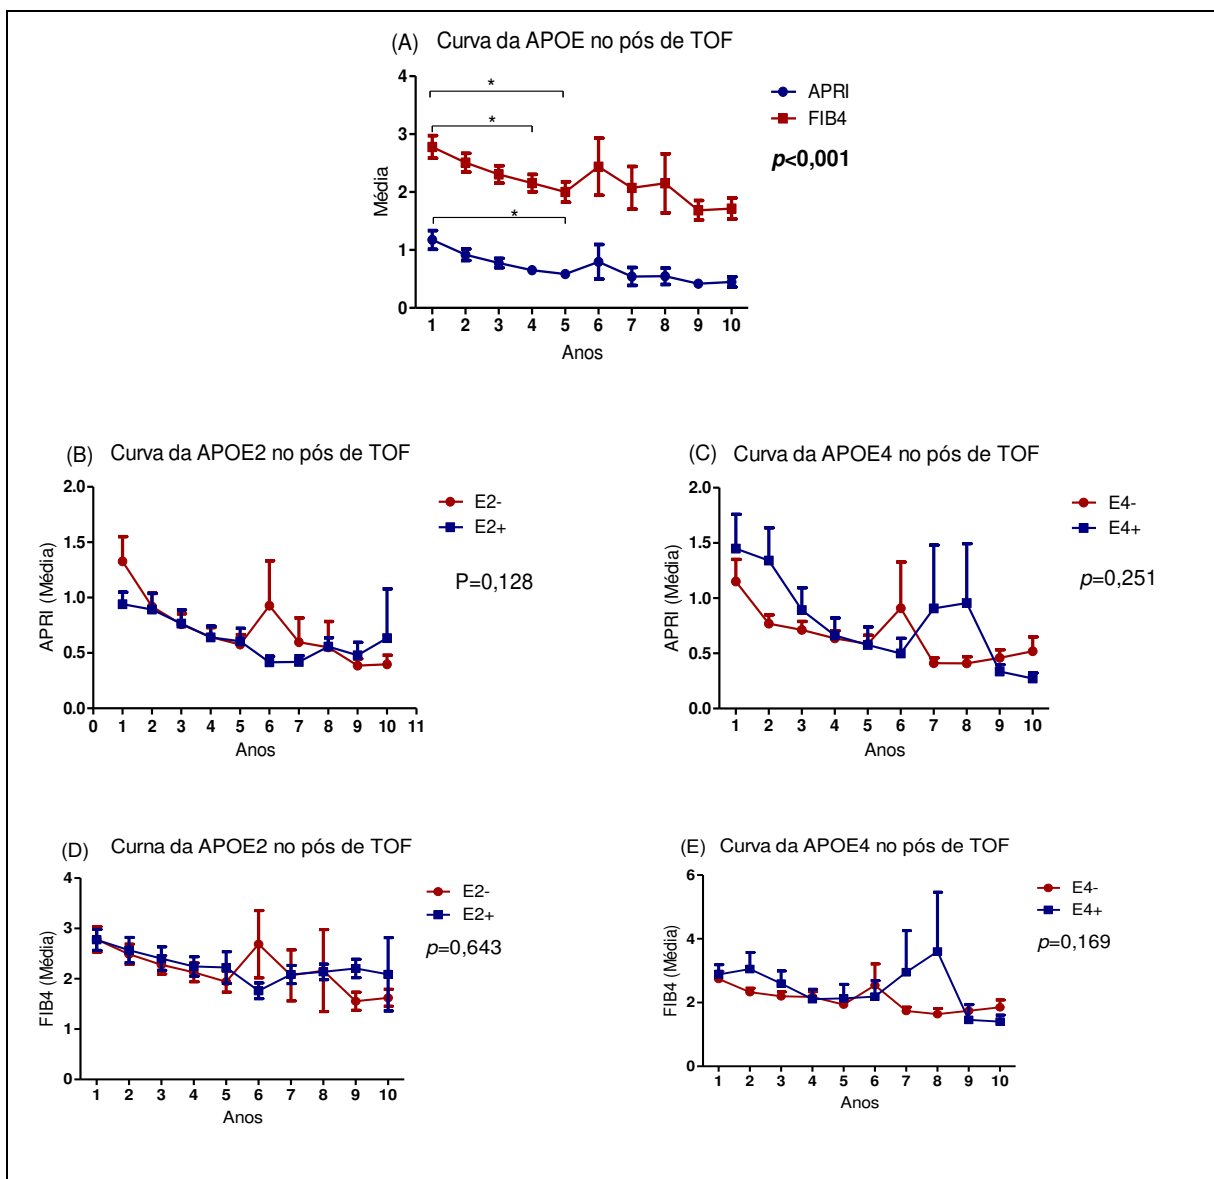 (A) Curva da APOE no pós de TOF
4
3
2
1
0
Média
*
*
*
1 2 3 4 5 6 7 8 9 10
Anos
APRI
FIB4
p<0,001
(B) Curva da APOE2 no pós de TOF
2.0
1.5
1.0
0.5
0.0
APRI (Média)
0 1 2 3 4 5 6 7 8 9 10 11
Anos
E2-
E2+
P=0,128
(C) Curva da APOE4 no pós de TOF
2.0
1.5
1.0
0.5
0.0
APRI (Média)
1 2 3 4 5 6 7 8 9 10
Anos
E4-
E4+
p=0,251
(D) Curna da APOE2 no pós de TOF
4
3
2
1
0
FIB4 (Média)
1 2 3 4 5 6 7 8 9 10
Anos
E2-
E2+
p=0,643
(E) Curva da APOE4 no pós de TOF
6
4
2
0
FIB4 (Média)
1 2 3 4 5 6 7 8 9 10
Anos
E4-
E4+
p=0,169